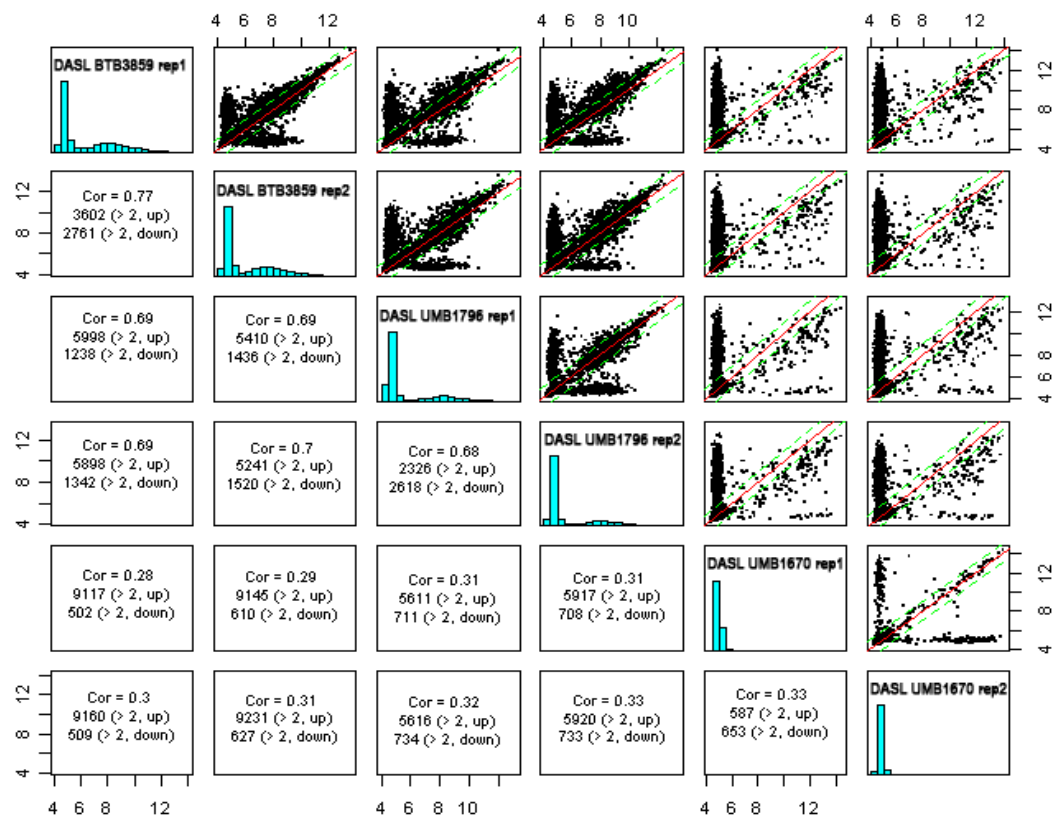 4 6 8 12
4 6 8 10
4 6 8 12
DASL BTB3859 rep1
12
8
4
12
8
4
Cor = 0.77
3602 (> 2, up)
2761 (> 2, down)
DASL BTB3859 rep2
Cor = 0.69
5998 (> 2, up)
1238 (> 2, down)
Cor = 0.69
5410 (> 2, up)
1436 (> 2, down)
DASL UMB1796 rep1
12
8
4
12
8
4
Cor = 0.69
5898 (> 2, up)
1342 (> 2, down)
Cor = 0.7
5241 (> 2, up)
1520 (> 2, down)
Cor = 0.68
2326 (> 2, up)
2618 (> 2, down)
DASL UMB1796 rep2
Cor = 0.28
9117 (> 2, up)
502 (> 2, down)
Cor = 0.29
9145 (> 2, up)
610 (> 2, down)
Cor = 0.31
5611 (> 2, up)
711 (> 2, down)
Cor = 0.31
5917 (> 2, up)
708 (> 2, down)
DASL UMB1670 rep1
12
8
4
12
8
4
Cor = 0.3
9160 (> 2, up)
509 (> 2, down)
Cor = 0.31
9231 (> 2, up)
627 (> 2, down)
Cor = 0.32
5616 (> 2, up)
734 (> 2, down)
Cor = 0.33
5920 (> 2, up)
733 (> 2, down)
Cor = 0.33
587 (> 2, up)
653 (> 2, down)
DASL UMB1670 rep2
4 6 8 12
4 6 8 10
4 6 8 12